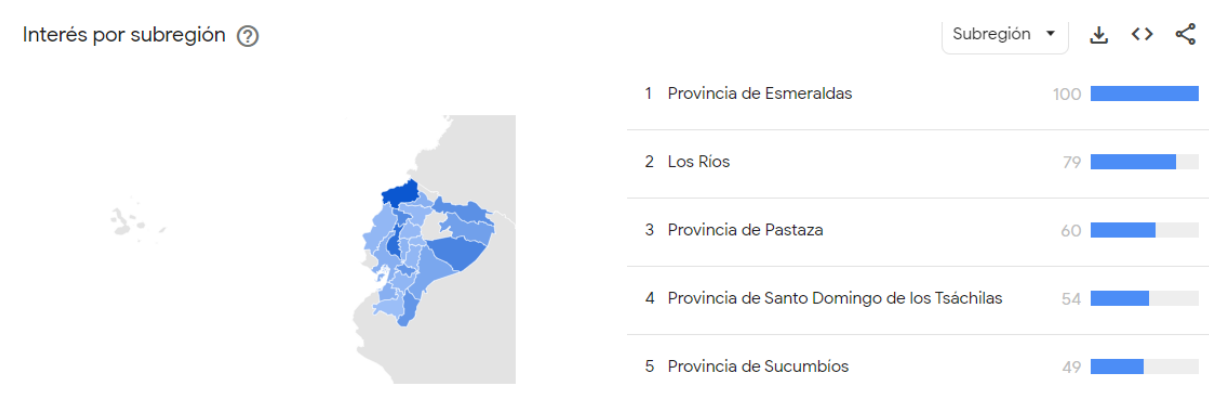 Interés por subregión
Subregión
1 Provincia de Esmeraldas 100
2 Los Ríos 79
3 Provincia de Pastaza 60
4 Provincia de Santo Domingo de los Tsáchilas 54
5 Provincia de Sucumbíos 49